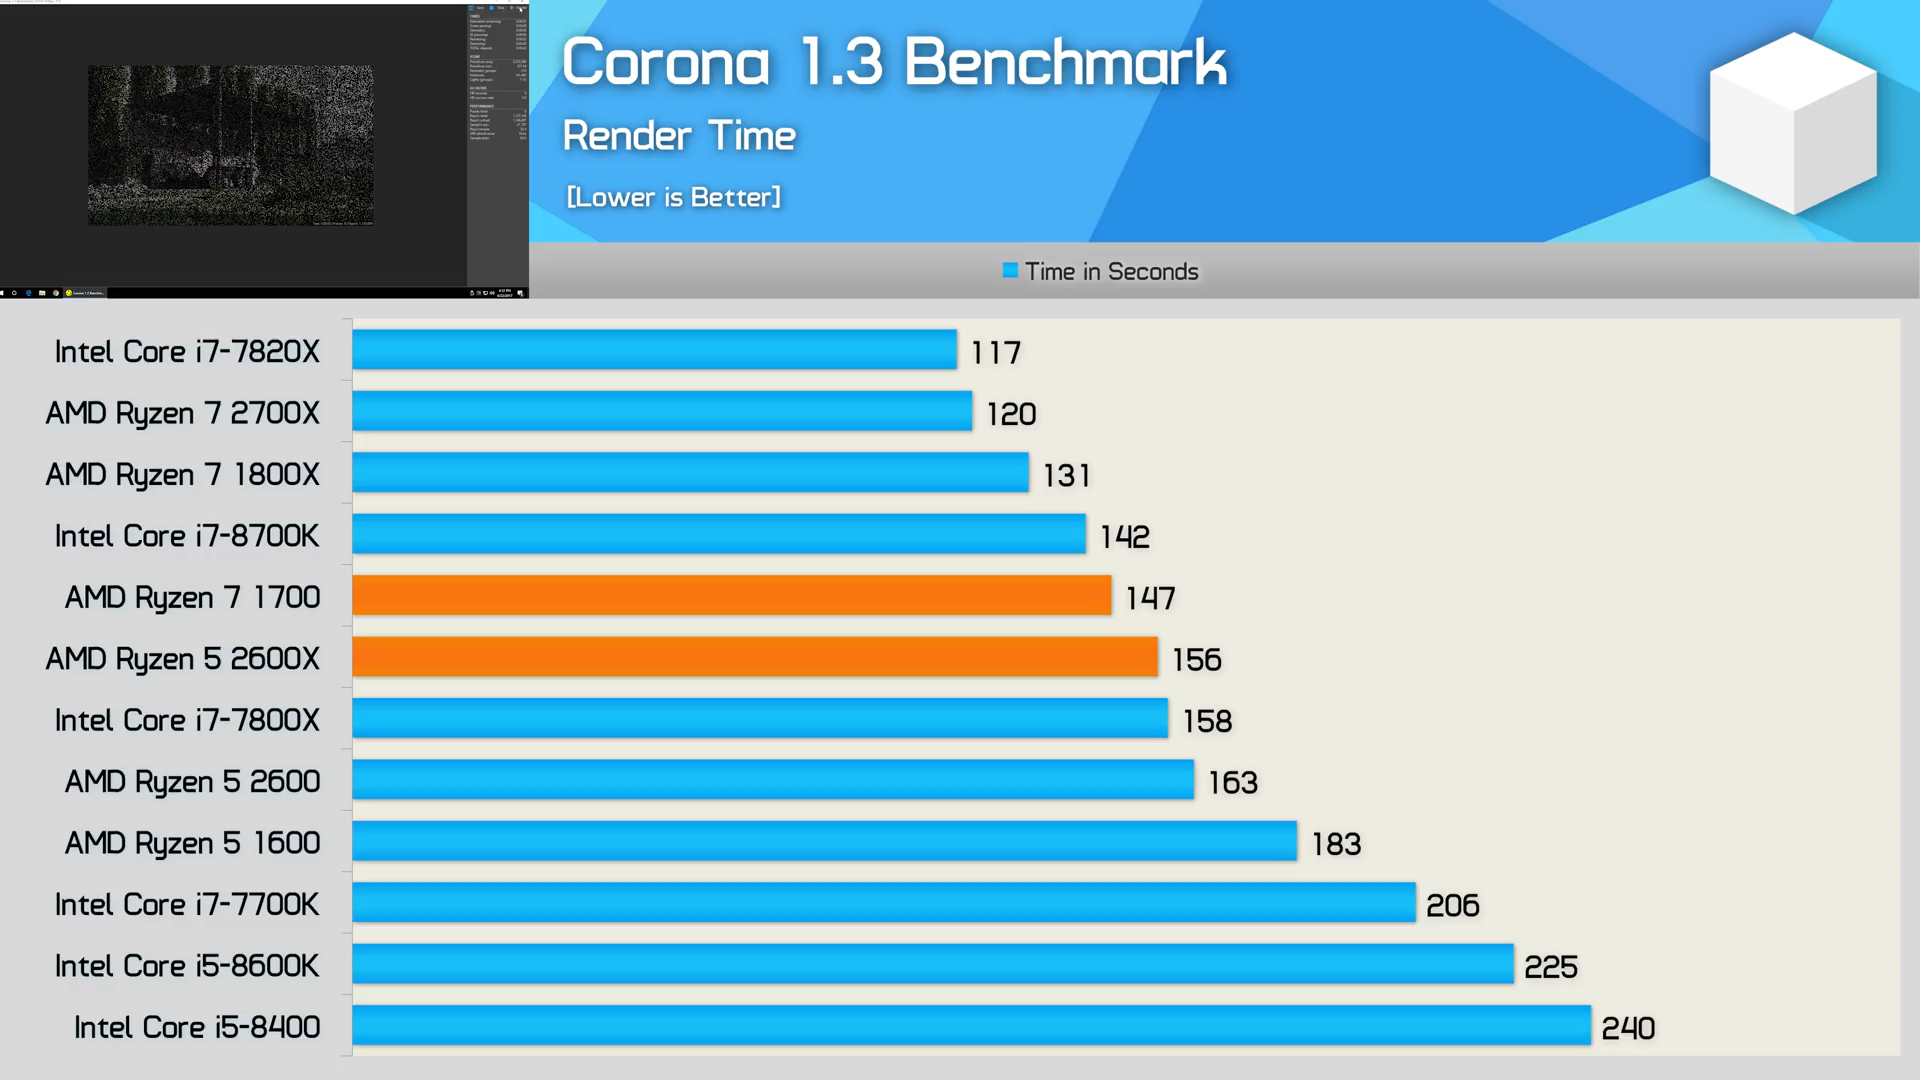 Corona 1.3 Benchmark
Render Time
[Lower is Better]
Time in Seconds
Intel Core i7-7820X 117
AMD Ryzen 7 2700X 120
AMD Ryzen 7 1800X 131
Intel Core i7-8700K 142
AMD Ryzen 7 1700 147
AMD Ryzen 5 2600X 156
Intel Core i7-7800X 158
AMD Ryzen 5 2600 163
AMD Ryzen 5 1600 183
Intel Core i7-7700K 206
Intel Core i5-8600K 225
Intel Core i5-8400 240